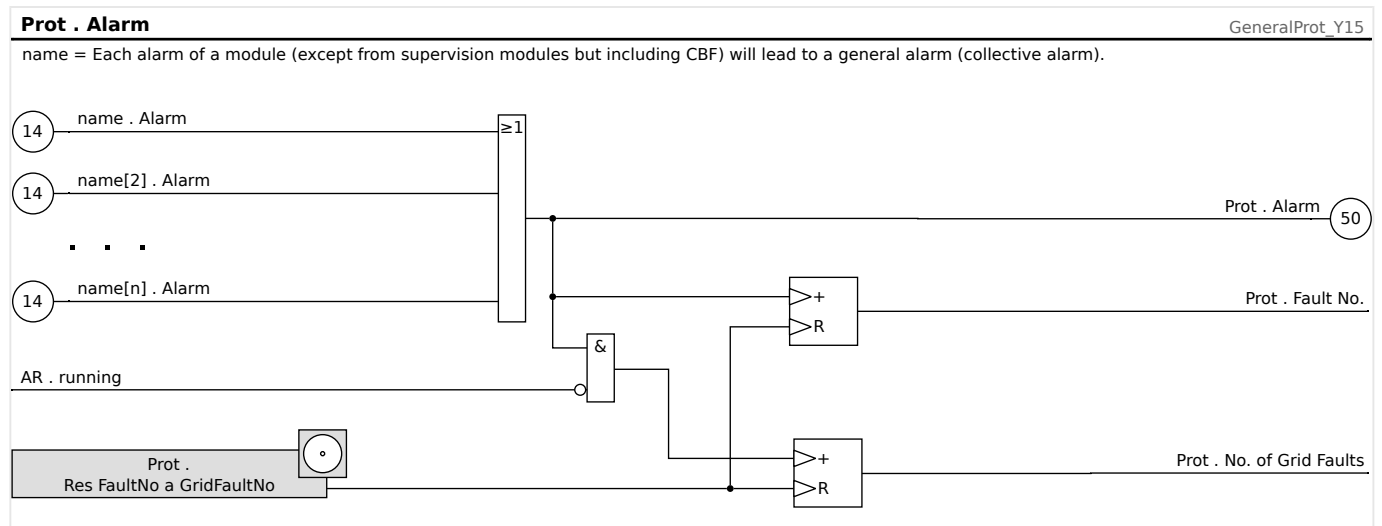 Prot . Alarm
GeneralProt_Y15
name = Each alarm of a module (except from supervision modules but including CBF) will lead to a general alarm (collective alarm).
14
name . Alarm
≥1
14
name[2] . Alarm
Prot . Alarm
50
. . .
14
name[n] . Alarm
+
R
Prot . Fault No.
&
AR . running
Prot .
Res FaultNo a GridFaultNo
+
R
Prot . No. of Grid Faults